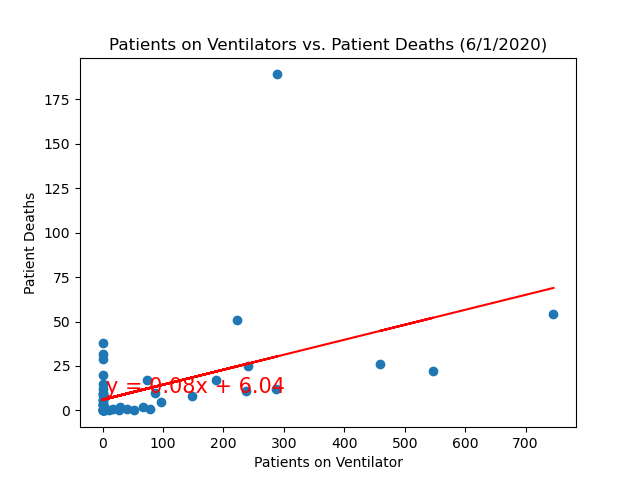 Patients on Ventilators vs. Patient Deaths (6/1/2020)
175
150
125
100
75
50
25
0
Patient Deaths
y = 0.08x + 6.04
0 100 200 300 400 500 600 700
Patients on Ventilator